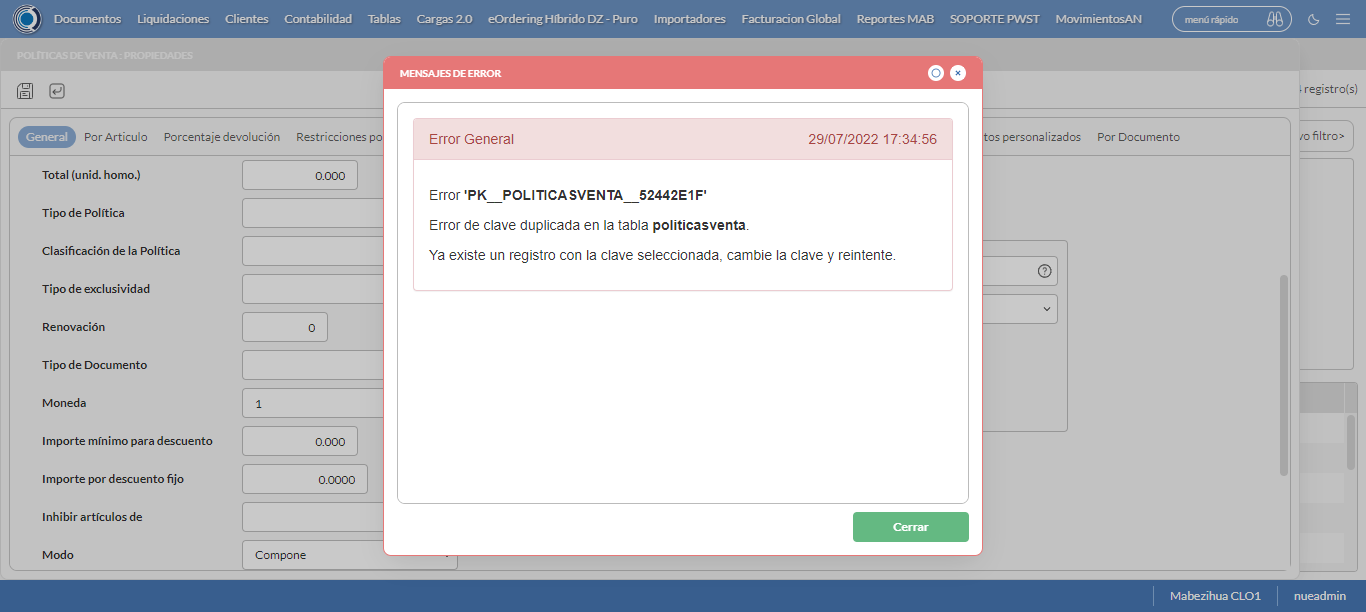 Documentos Liquidaciones Clientes Contabilidad Tablas Cargas 2.0 eOrdering Híbrido DZ - Puro Importadores Facturacion Global Reportes MAB SOPORTE PWST MovimientosAN menú rápido
POLÍTICAS DE VENTA : PROPIEDADES
MENSAJES DE ERROR
registro(s)
General Por Articulo Porcentaje devolución Restricciones po
tos personalizados Por Documento
vo filtro>
Error General 29/07/2022 17:34:56
Error 'PK__POLITICASVENTA__52442E1F'
Error de clave duplicada en la tabla politicasventa.
Ya existe un registro con la clave seleccionada, cambie la clave y reintente.
Total (unid. homo.) 0.000
Tipo de Política
Clasificación de la Política
Tipo de exclusividad
Renovación 0
Tipo de Documento
Moneda 1
Importe mínimo para descuento 0.000
Importe por descuento fijo 0.0000
Inhibir artículos de
Modo Compone
Cerrar
Mabezihua CLO1 nueadmin